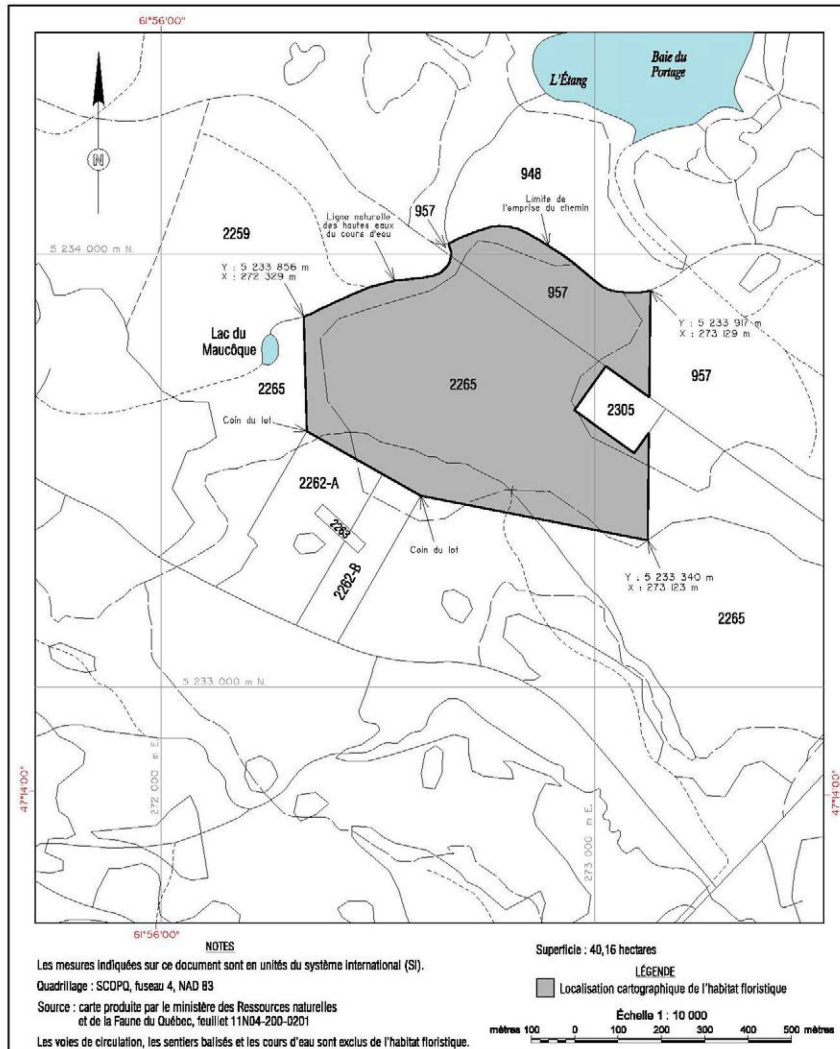 61°56'00"
Baie du
Portage
L'Étang
N
948
957
Limite de
l'emprise du chemin
Ligne naturelle
des hautes eaux
du cours d'eau
2259
5 234 000 m N.
Y : 5 233 856 m
X : 272 329 m
957
Y : 5 233 917 m
X : 273 129 m
Lac du
Maucôque
957
2265
2265
2305
Coin du lot
2262-A
2263
Coin du lot
2262-B
Y : 5 233 340 m
X : 273 123 m
2265
5 233 000 m N.
272 000 m E.
273 000 m E.
47°14'00"
47°14'00"
61°56'00"
NOTES
Les mesures indiquées sur ce document sont en unités du système international (SI).
Quadrillage : SCOPQ, fuseau 4, NAD 83
Source : carte produite par le ministère des Ressources naturelles
et de la Faune du Québec, feuillet 11N04-200-0201
Les voies de circulation, les sentiers balisés et les cours d'eau sont exclus de l'habitat floristique.
Superficie : 40,16 hectares
LÉGENDE
Localisation cartographique de l'habitat floristique
Échelle 1 : 10 000
mètres 100 0 100 200 300 400 500 mètres